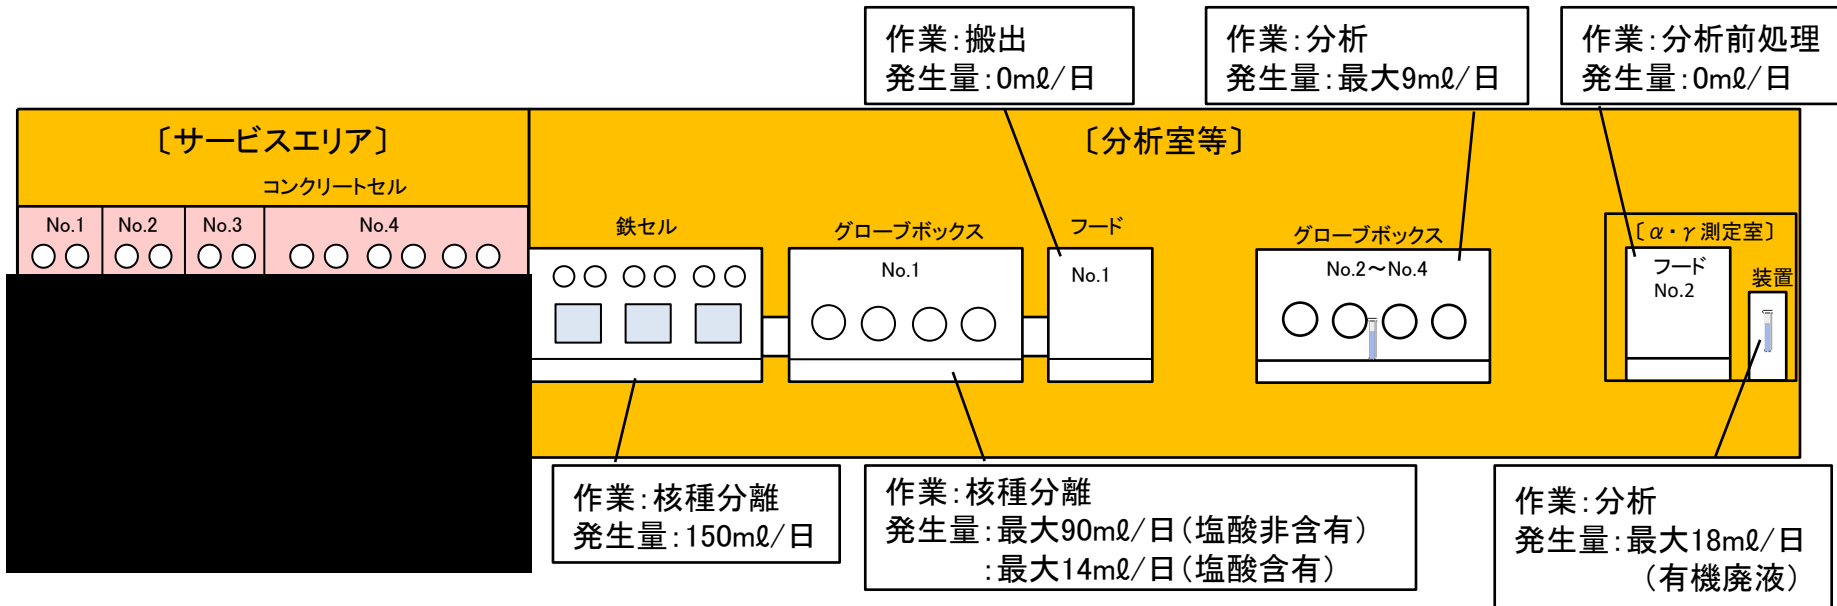 作業：搬出
発生量：0mℓ/日
作業：分析
発生量：最大9mℓ/日
作業：分析前処理
発生量：0mℓ/日
〔サービスエリア〕
〔分析室等〕
コンクリートセル
No.1
No.2
No.3
No.4
鉄セル
グローブボックス
No.1
フード
No.1
グローブボックス
No.2～No.4
〔α・γ測定室〕
フード
No.2
装置
作業：核種分離
発生量：150mℓ/日
作業：核種分離
発生量：最大90mℓ/日（塩酸非含有）
：最大14mℓ/日（塩酸含有）
作業：分析
発生量：最大18mℓ/日
（有機廃液）